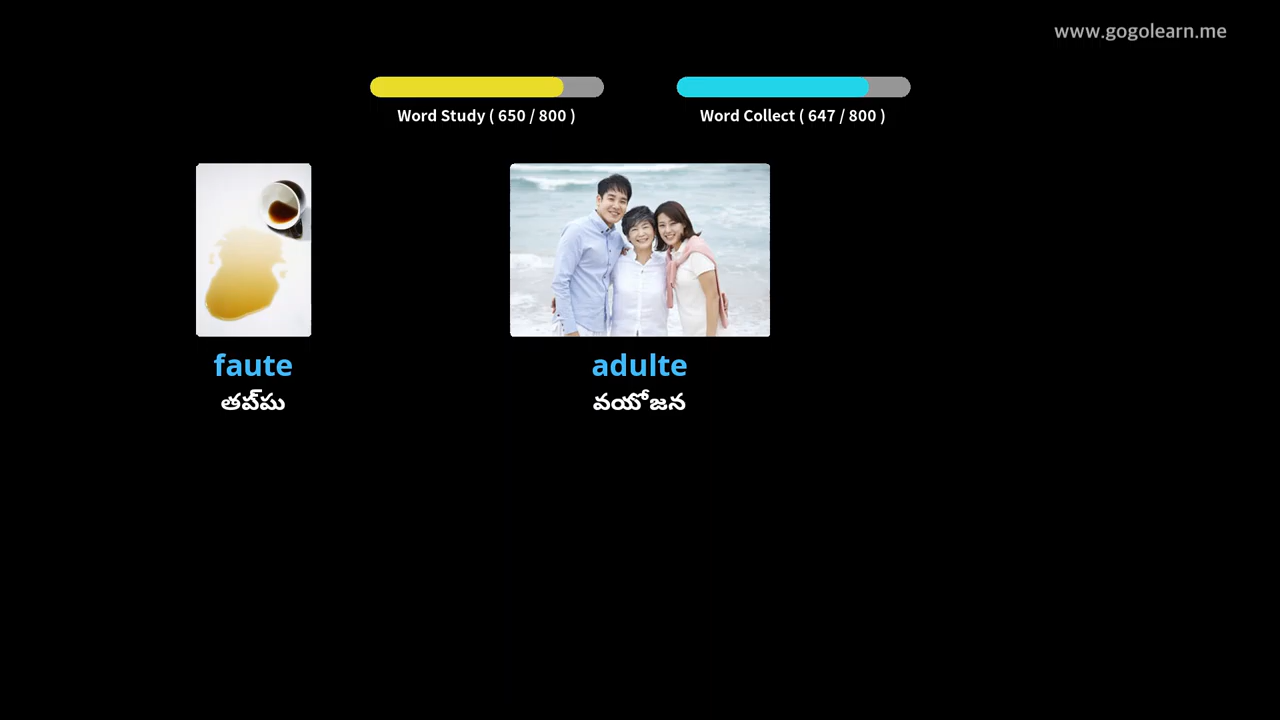 www.gogolearn.me
Word Study ( 650 / 800 )
Word Collect ( 647 / 800 )
faute
తప్‌పు
adulte
వయోజన